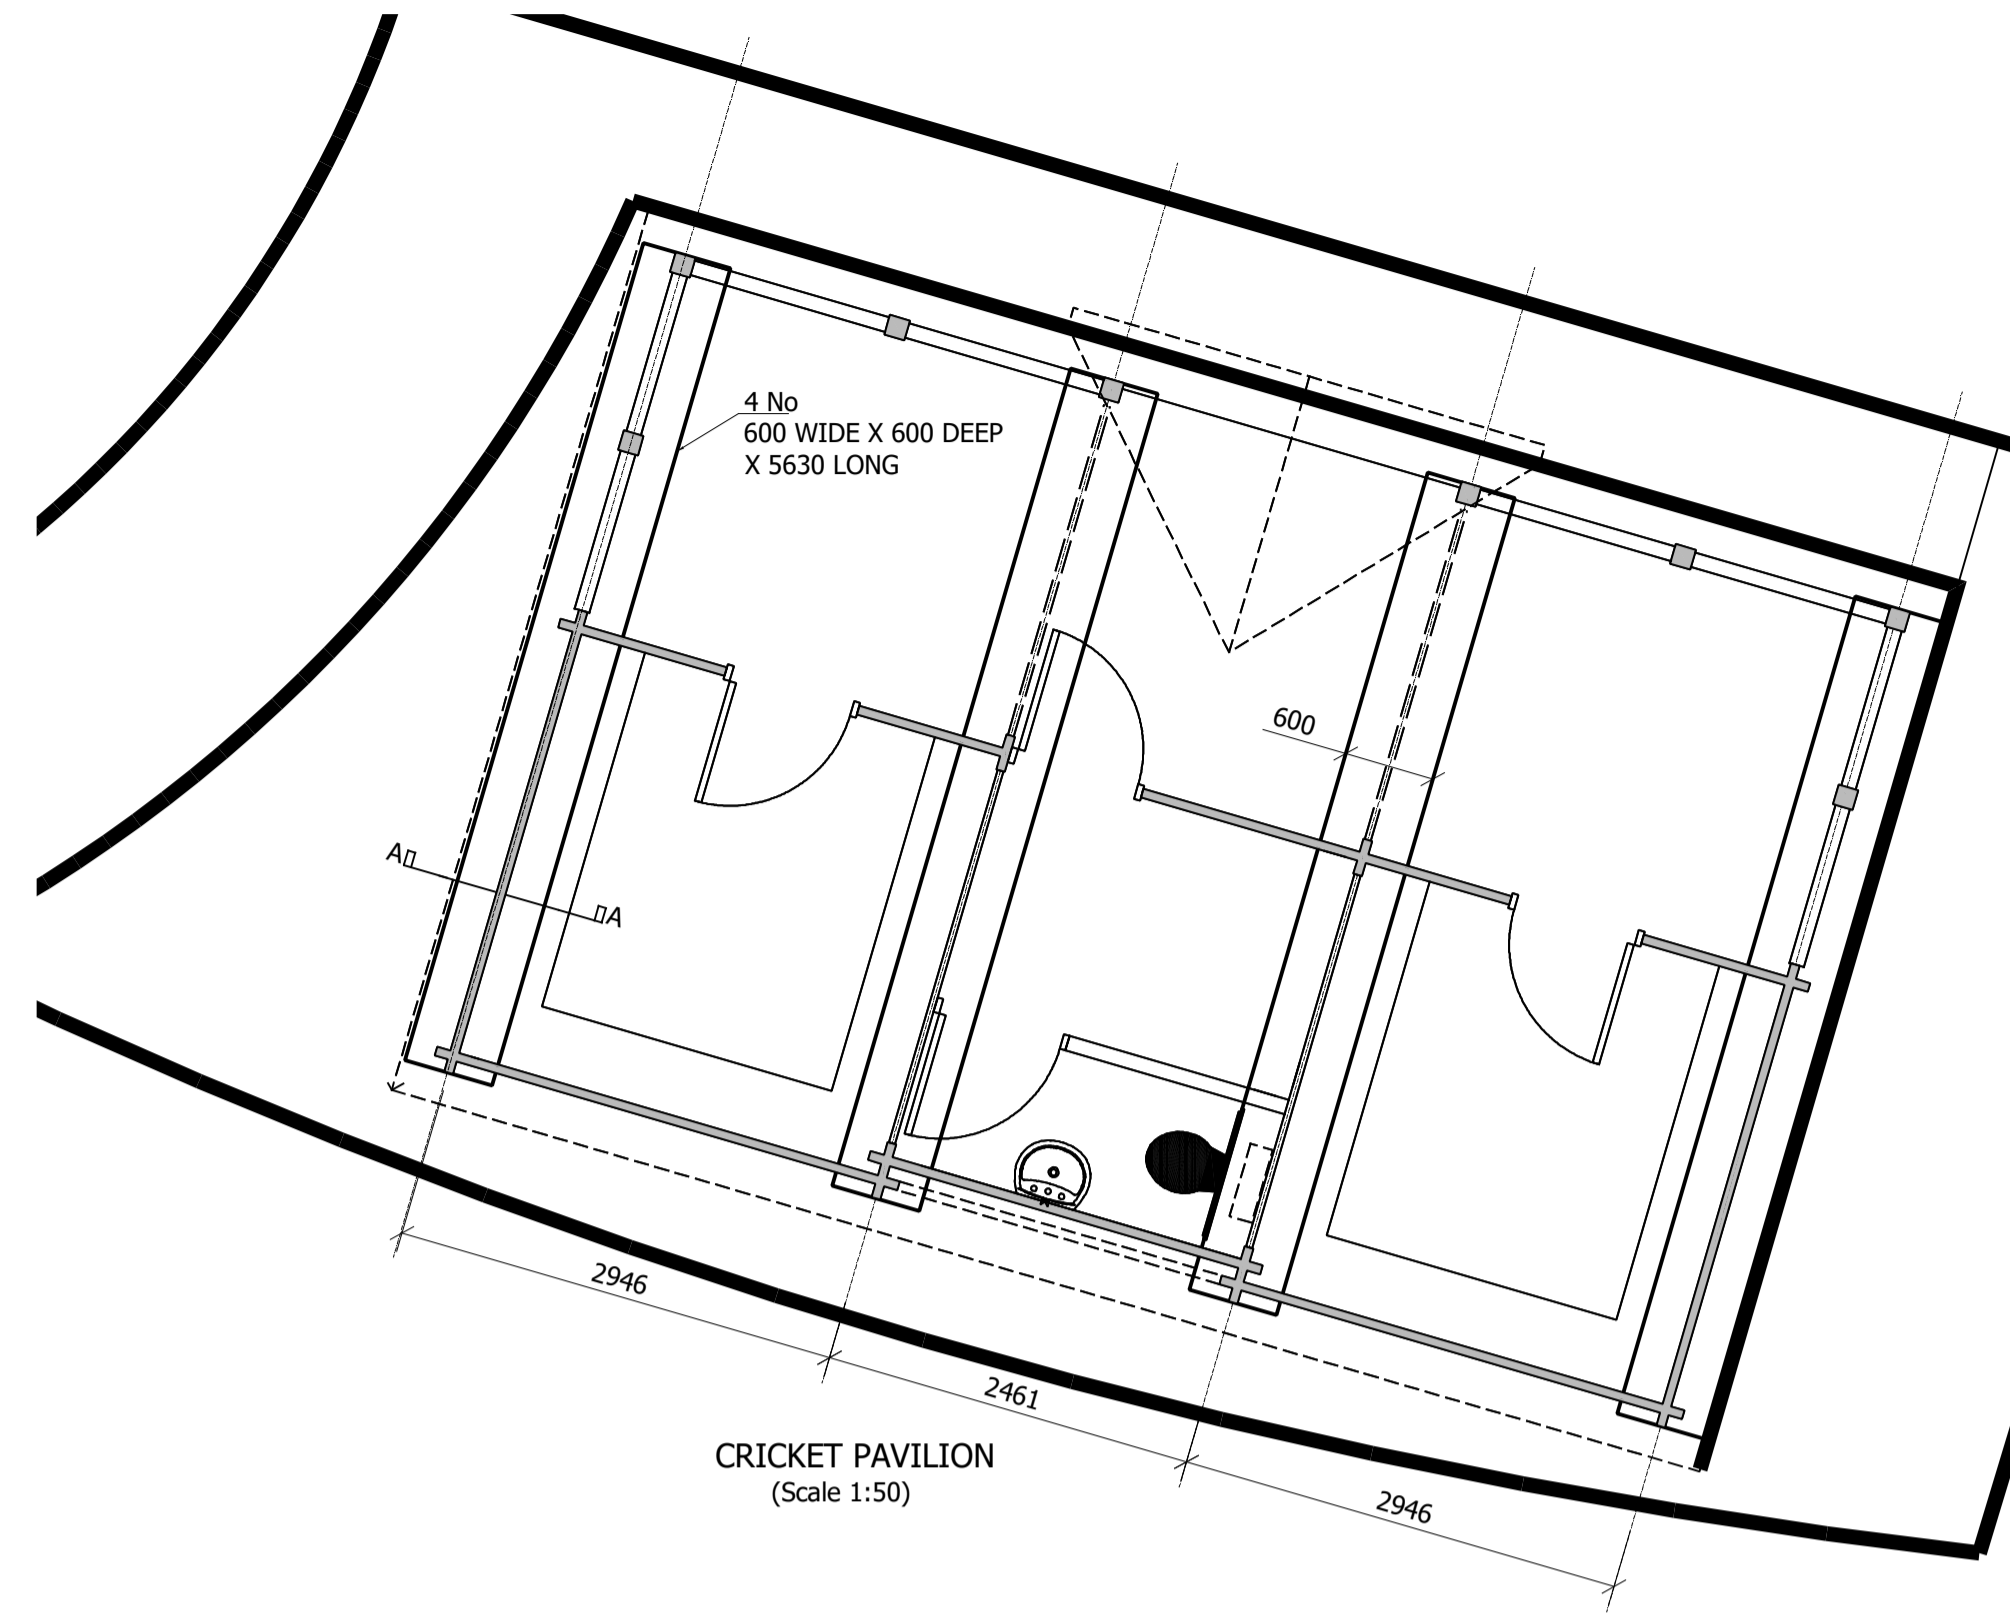 4 No
600 WIDE X 600 DEEP
X 5630 LONG
600
A
A
2946
2461
2946
CRICKET PAVILION
(Scale 1:50)